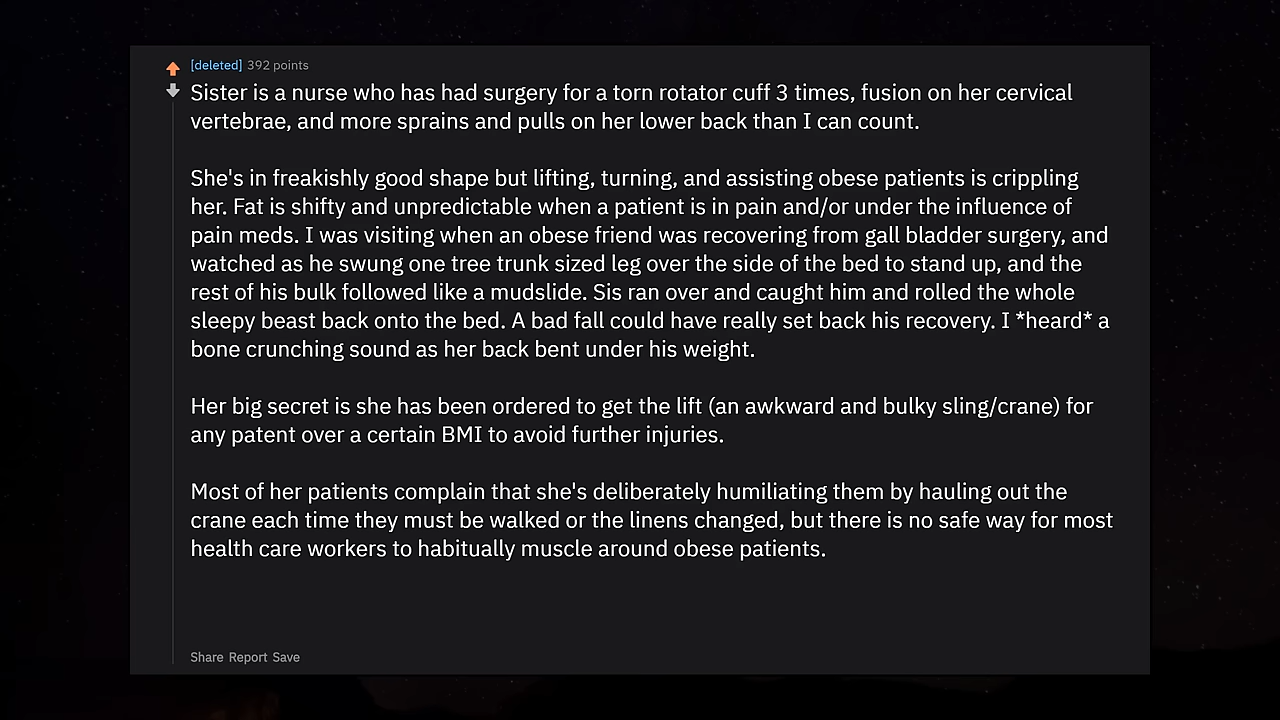 [deleted] 392 points
Sister is a nurse who has had surgery for a torn rotator cuff 3 times, fusion on her cervical
vertebrae, and more sprains and pulls on her lower back than I can count.
She's in freakishly good shape but lifting, turning, and assisting obese patients is crippling
her. Fat is shifty and unpredictable when a patient is in pain and/or under the influence of
pain meds. I was visiting when an obese friend was recovering from gall bladder surgery, and
watched as he swung one tree trunk sized leg over the side of the bed to stand up, and the
rest of his bulk followed like a mudslide. Sis ran over and caught him and rolled the whole
sleepy beast back onto the bed. A bad fall could have really set back his recovery. I *heard* a
bone crunching sound as her back bent under his weight.
Her big secret is she has been ordered to get the lift (an awkward and bulky sling/crane) for
any patent over a certain BMI to avoid further injuries.
Most of her patients complain that she's deliberately humiliating them by hauling out the
crane each time they must be walked or the linens changed, but there is no safe way for most
health care workers to habitually muscle around obese patients.
Share Report Save